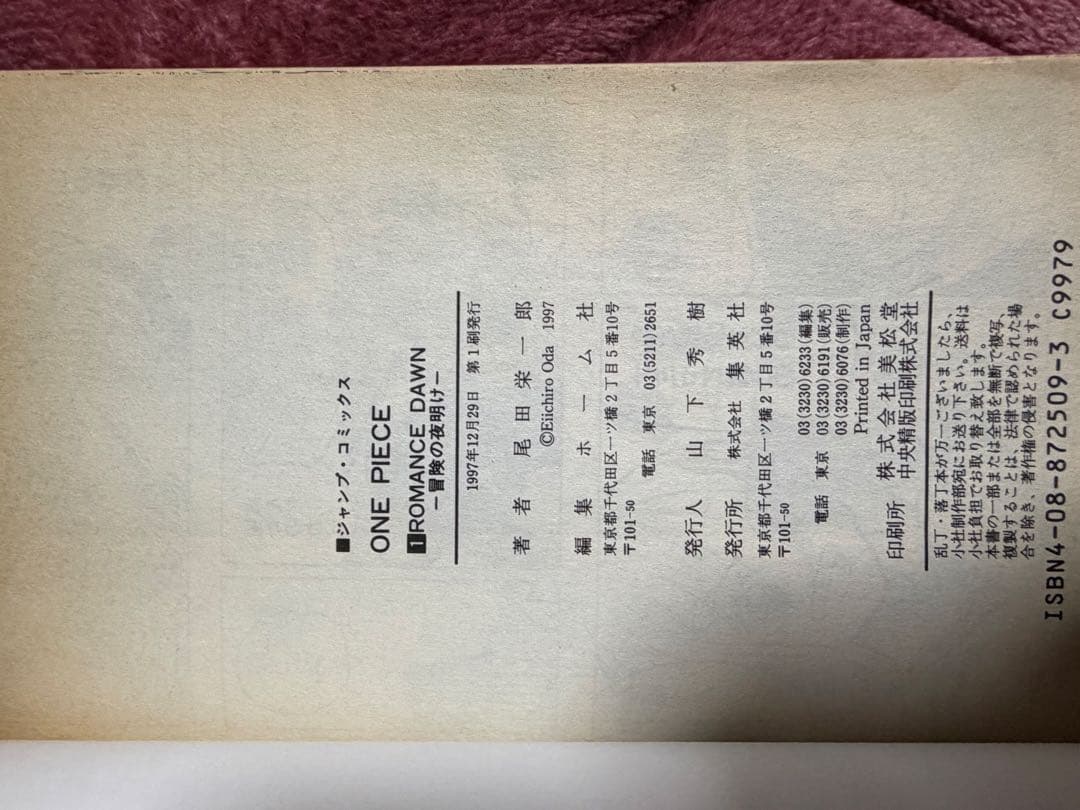 ■ジャンプ・コミックス
ONE PIECE
1 ROMANCE DAWN
―冒険の夜明け―
1997年12月29日 第1刷発行
著者 尾田栄一郎
©Eiichiro Oda 1997
編集 ホーム社
東京都千代田区一ツ橋2丁目5番10号
〒101-50
電話 東京 03(5211)2651
発行人 山下秀樹
発行所 株式会社 集英社
東京都千代田区一ツ橋2丁目5番10号
〒101-50
03(3230)6233(編集)
電話 東京 03(3230)6191(販売)
03(3230)6076(制作)
Printed in Japan
印刷所 株式会社美松堂
中央精版印刷株式会社
乱丁・落丁本が万一ございましたら、
小社制作部宛にお送り下さい。送料は
小社負担でお取り替え致します。
本書の一部または全部を無断で複写、
複製することは、法律で認められた場
合を除き、著作権の侵害となります。
ISBN4-08-872509-3 C9979